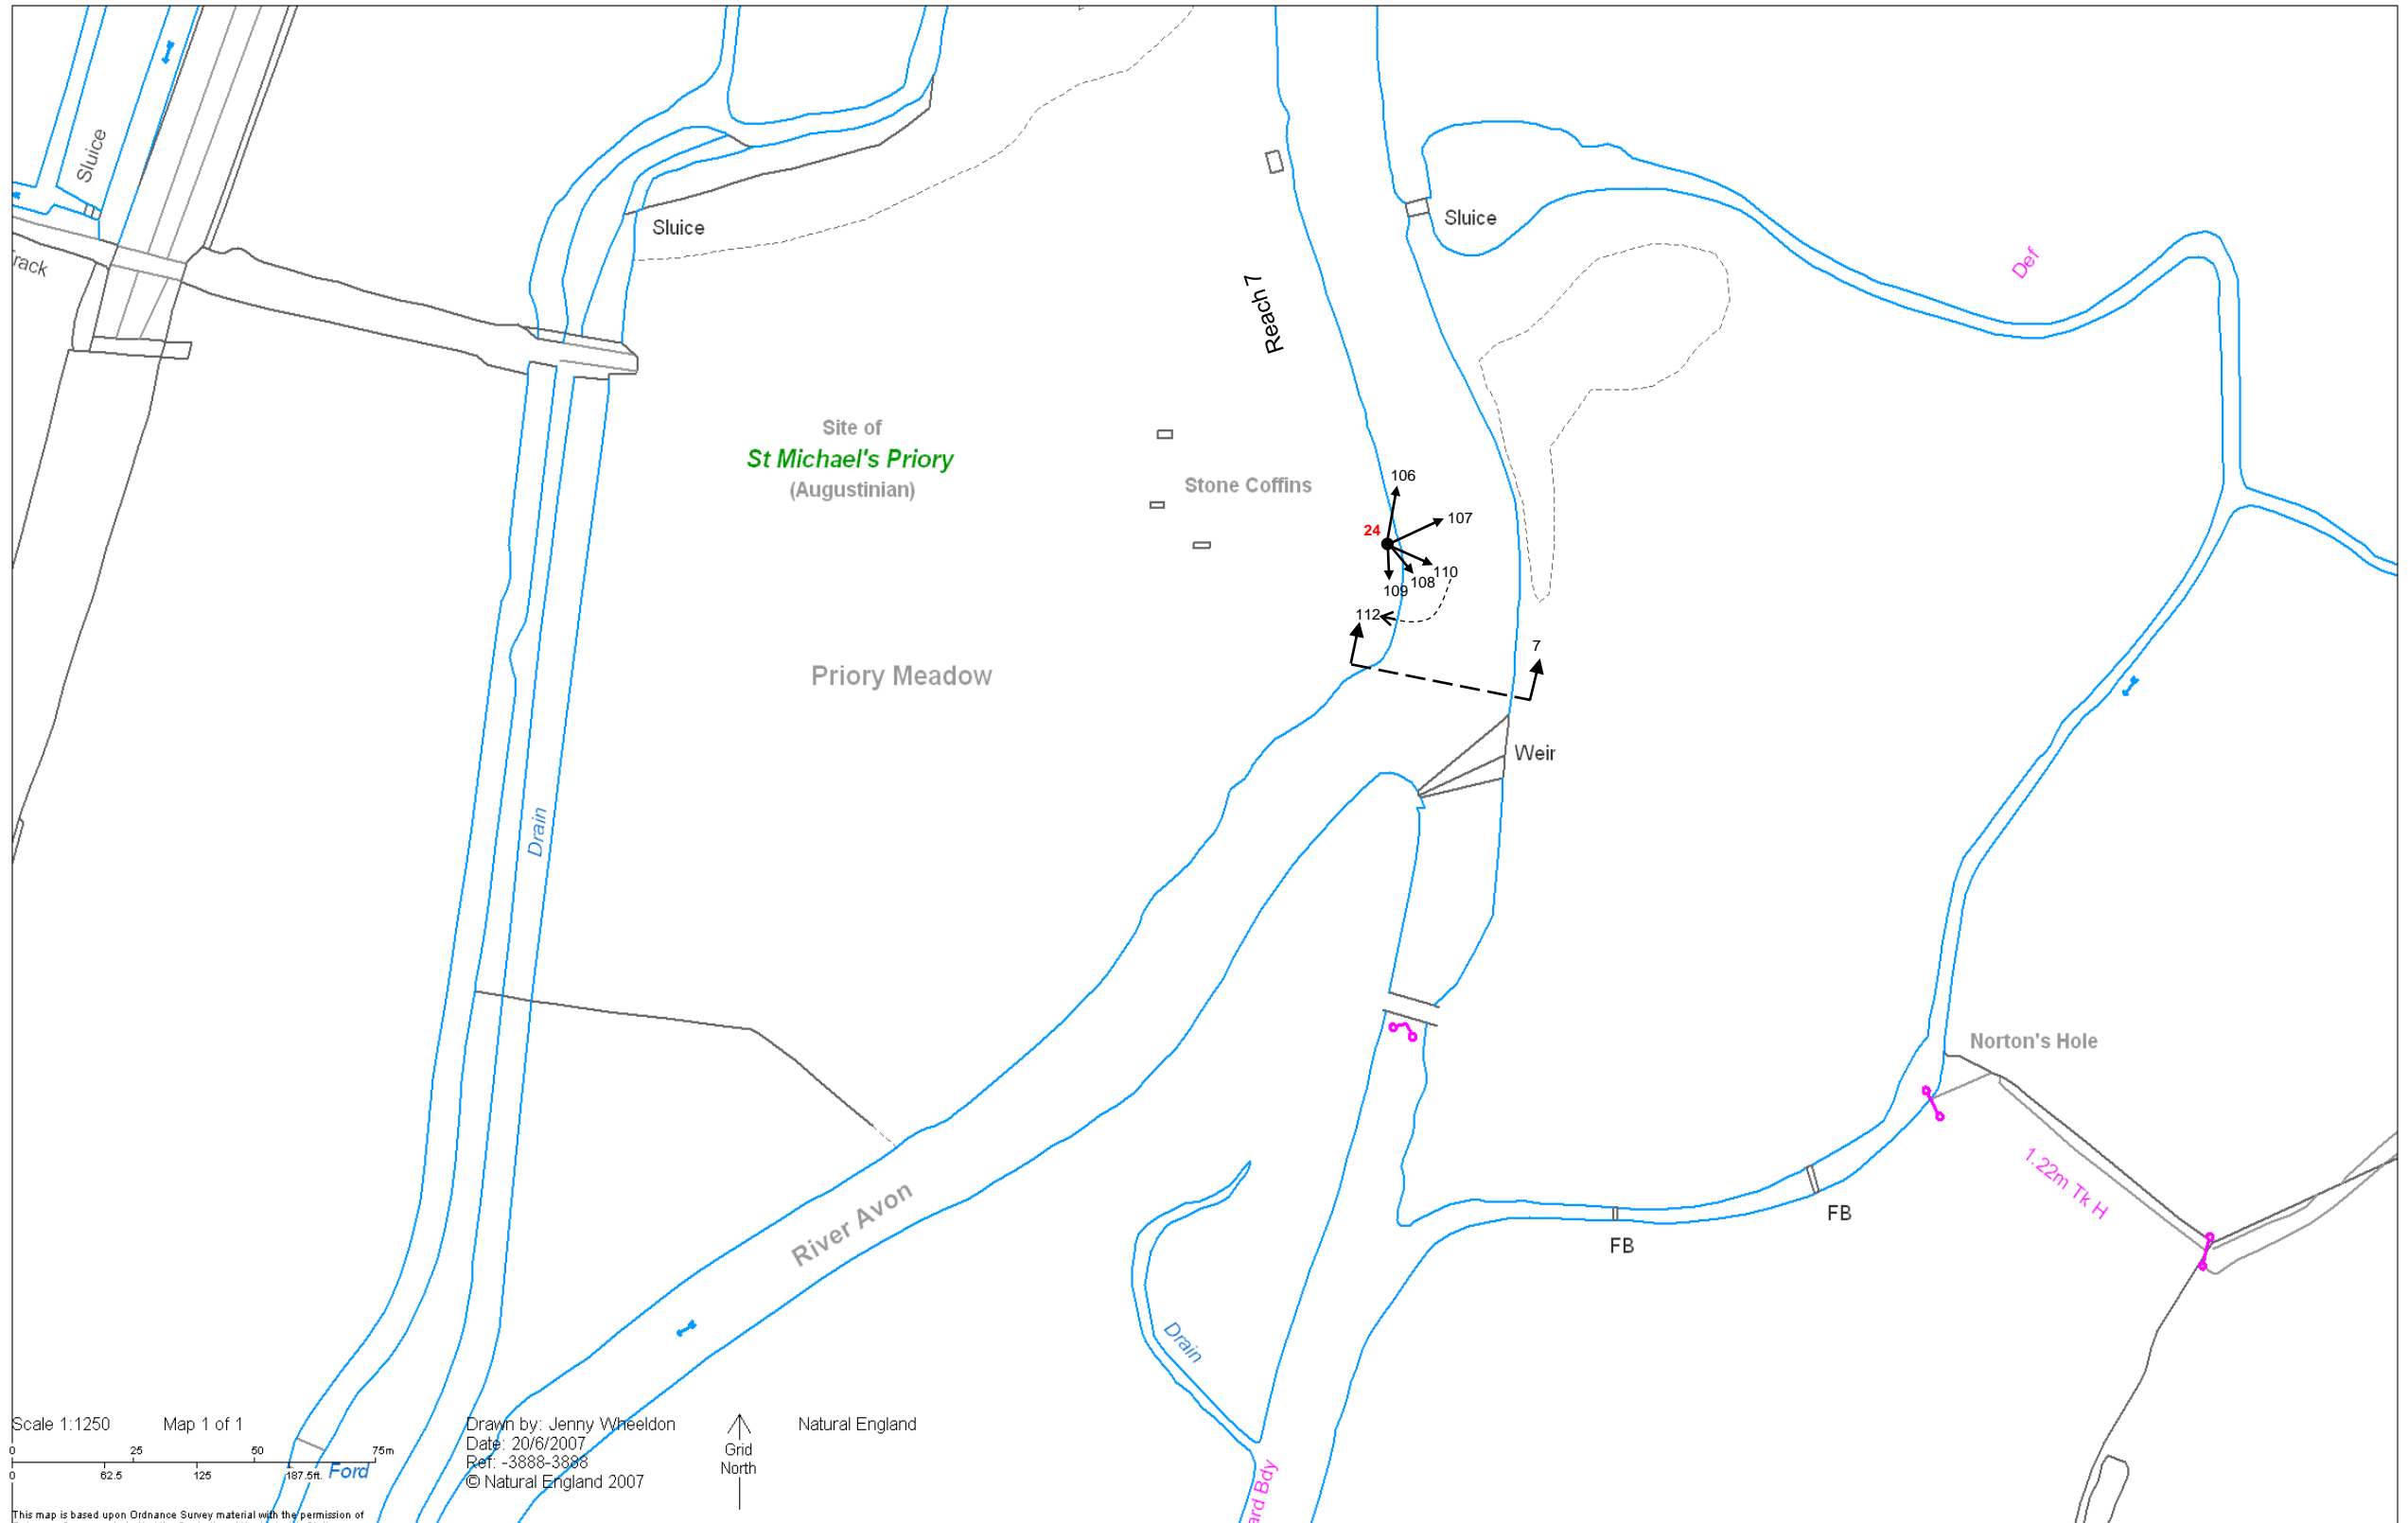 Sluice
rack
Sluice
Sluice
Def
Reach 7
Site of
St Michael's Priory
(Augustinian)
Stone Coffins
106
107
24
110
108
109
112
7
Priory Meadow
Weir
Drain
Norton's Hole
1.22m Tk H
River Avon
FB
FB
Drain
Scale 1:1250 Map 1 of 1
0 25 50 75m
0 62.5 125 187.5ft.
Ford
Drawn by: Jenny Wheeldon
Date: 20/6/2007
Ref: -3888-3888
© Natural England 2007
Grid
North
Natural England
ard Bdy
This map is based upon Ordnance Survey material with the permission of